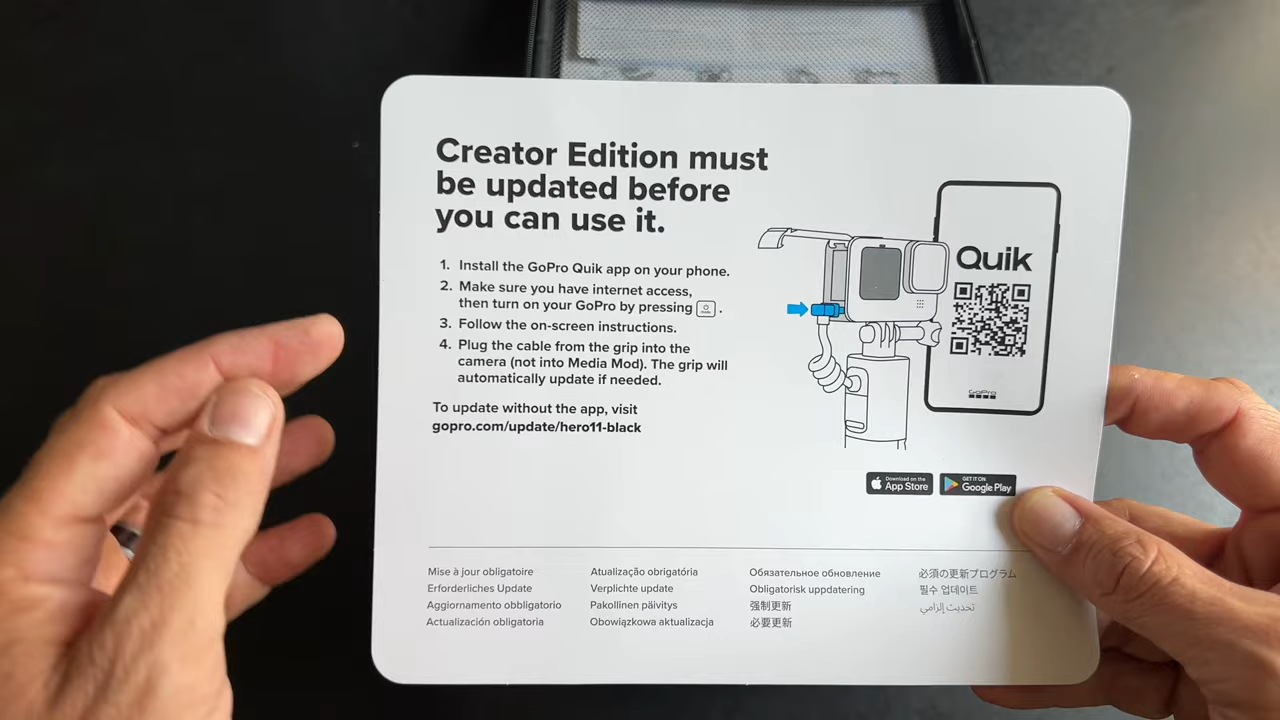 Creator Edition must
be updated before
you can use it.
1. Install the GoPro Quik app on your phone.
2. Make sure you have internet access,
then turn on your GoPro by pressing .
3. Follow the on-screen instructions.
4. Plug the cable from the grip into the
camera (not into Media Mod). The grip will
automatically update if needed.
To update without the app, visit
gopro.com/update/hero11-black
Quik
GoPro
Download on the
App Store
GET IT ON
Google Play
Mise à jour obligatoire
Erforderliches Update
Aggiornamento obbligatorio
Actualización obligatoria
Atualização obrigatória
Verplichte update
Pakollinen päivitys
Obowiązkowa aktualizacja
Обязательное обновление
Obligatorisk uppdatering
强制更新
必要更新
必須の更新プログラム
필수 업데이트
تحديث إلزامي